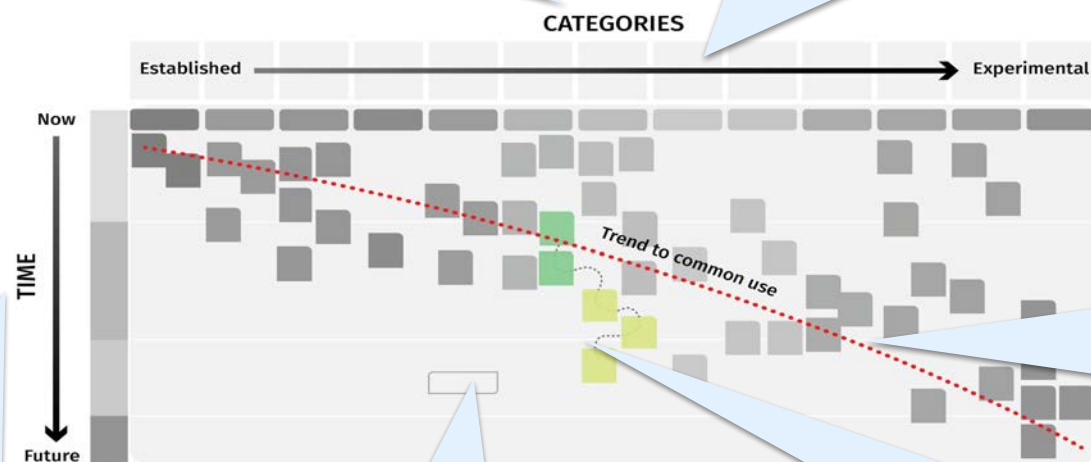 CATEGORIES
Established
Experimental
Now
TIME
Trend to common use
Future